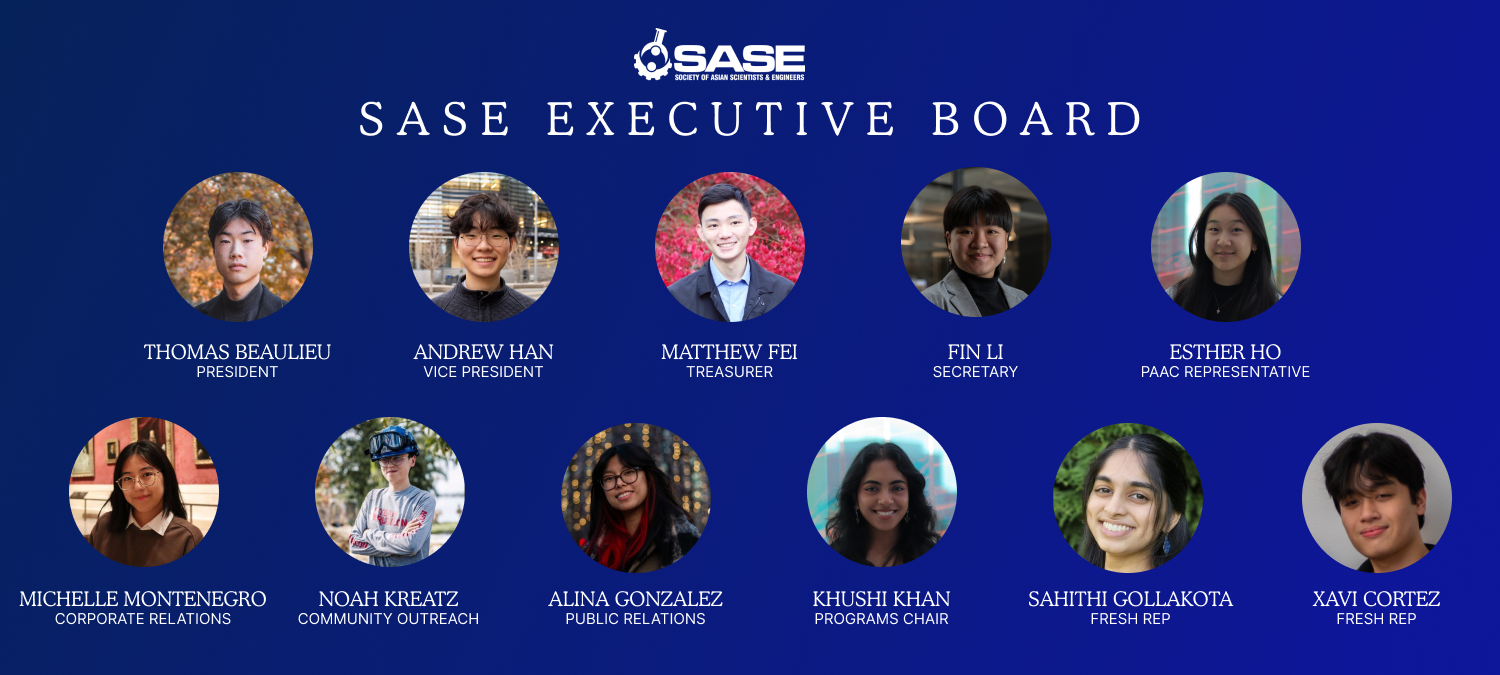 SASE
SOCIETY OF ASIAN SCIENTISTS & ENGINEERS
SASE EXECUTIVE BOARD
THOMAS BEAULIEU
PRESIDENT
ANDREW HAN
VICE PRESIDENT
MATTHEW FEI
TREASURER
FIN LI
SECRETARY
ESTHER HO
PAAC REPRESENTATIVE
MICHELLE MONTENEGRO
CORPORATE RELATIONS
NOAH KREATZ
COMMUNITY OUTREACH
ALINA GONZALEZ
PUBLIC RELATIONS
KHUSHI KHAN
PROGRAMS CHAIR
SAHITHI GOLLAKOTA
FRESH REP
XAVI CORTEZ
FRESH REP